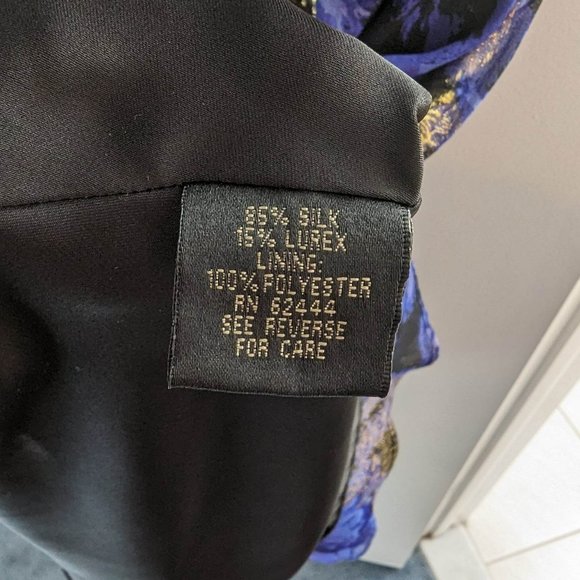 85% SILK
15% LUREX
LINING:
100% POLYESTER
RN 62444
SEE REVERSE
FOR CARE